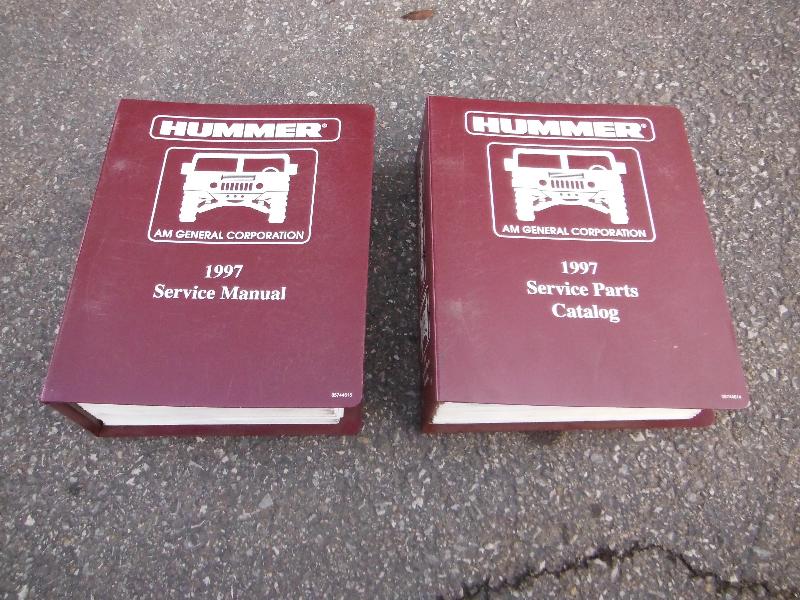 HUMMER®
AM GENERAL CORPORATION
1997
Service Manual
HUMMER®
AM GENERAL CORPORATION
1997
Service Parts
Catalog